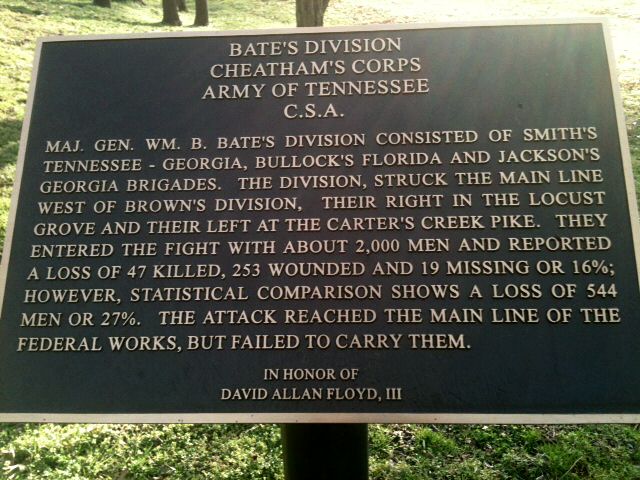 BATE'S DIVISION
CHEATHAM'S CORPS
ARMY OF TENNESSEE
C.S.A.
MAJ. GEN. WM. B. BATE'S DIVISION CONSISTED OF SMITH'S
TENNESSEE - GEORGIA, BULLOCK'S FLORIDA AND JACKSON'S
GEORGIA BRIGADES. THE DIVISION, STRUCK THE MAIN LINE
WEST OF BROWN'S DIVISION, THEIR RIGHT IN THE LOCUST
GROVE AND THEIR LEFT AT THE CARTER'S CREEK PIKE. THEY
ENTERED THE FIGHT WITH ABOUT 2,000 MEN AND REPORTED
A LOSS OF 47 KILLED, 253 WOUNDED AND 19 MISSING OR 16%;
HOWEVER, STATISTICAL COMPARISON SHOWS A LOSS OF 544
MEN OR 27%. THE ATTACK REACHED THE MAIN LINE OF THE
FEDERAL WORKS, BUT FAILED TO CARRY THEM.
IN HONOR OF
DAVID ALLAN FLOYD, III